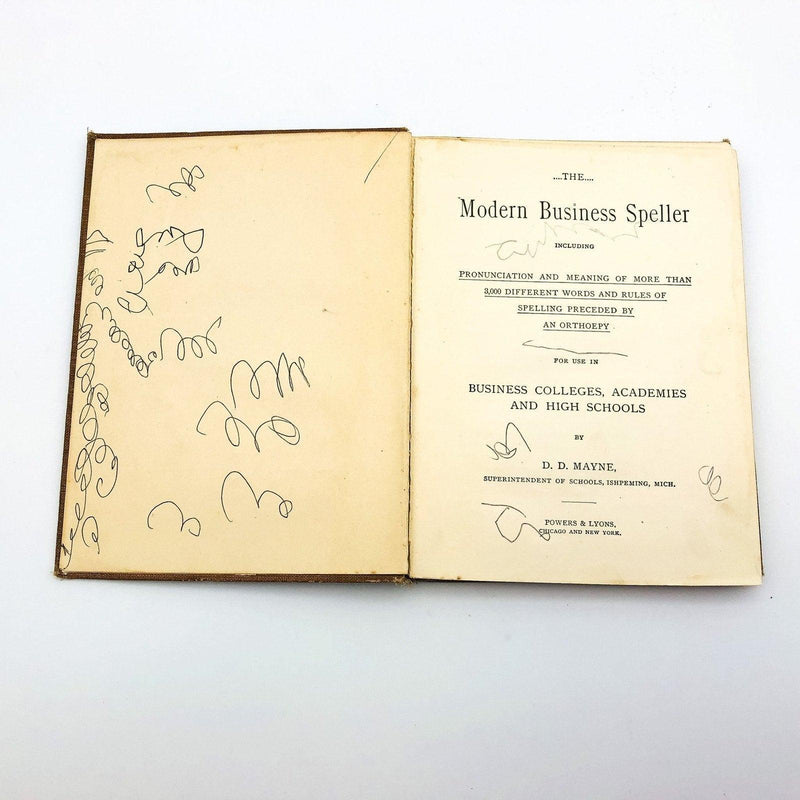 ....THE....
Modern Business Speller
INCLUDING
PRONUNCIATION AND MEANING OF MORE THAN
3,000 DIFFERENT WORDS AND RULES OF
SPELLING PRECEDED BY
AN ORTHOEPY
FOR USE IN
BUSINESS COLLEGES, ACADEMIES
AND HIGH SCHOOLS
BY
D. D. MAYNE,
SUPERINTENDENT OF SCHOOLS, ISHPEMING, MICH.
POWERS & LYONS,
CHICAGO AND NEW YORK.